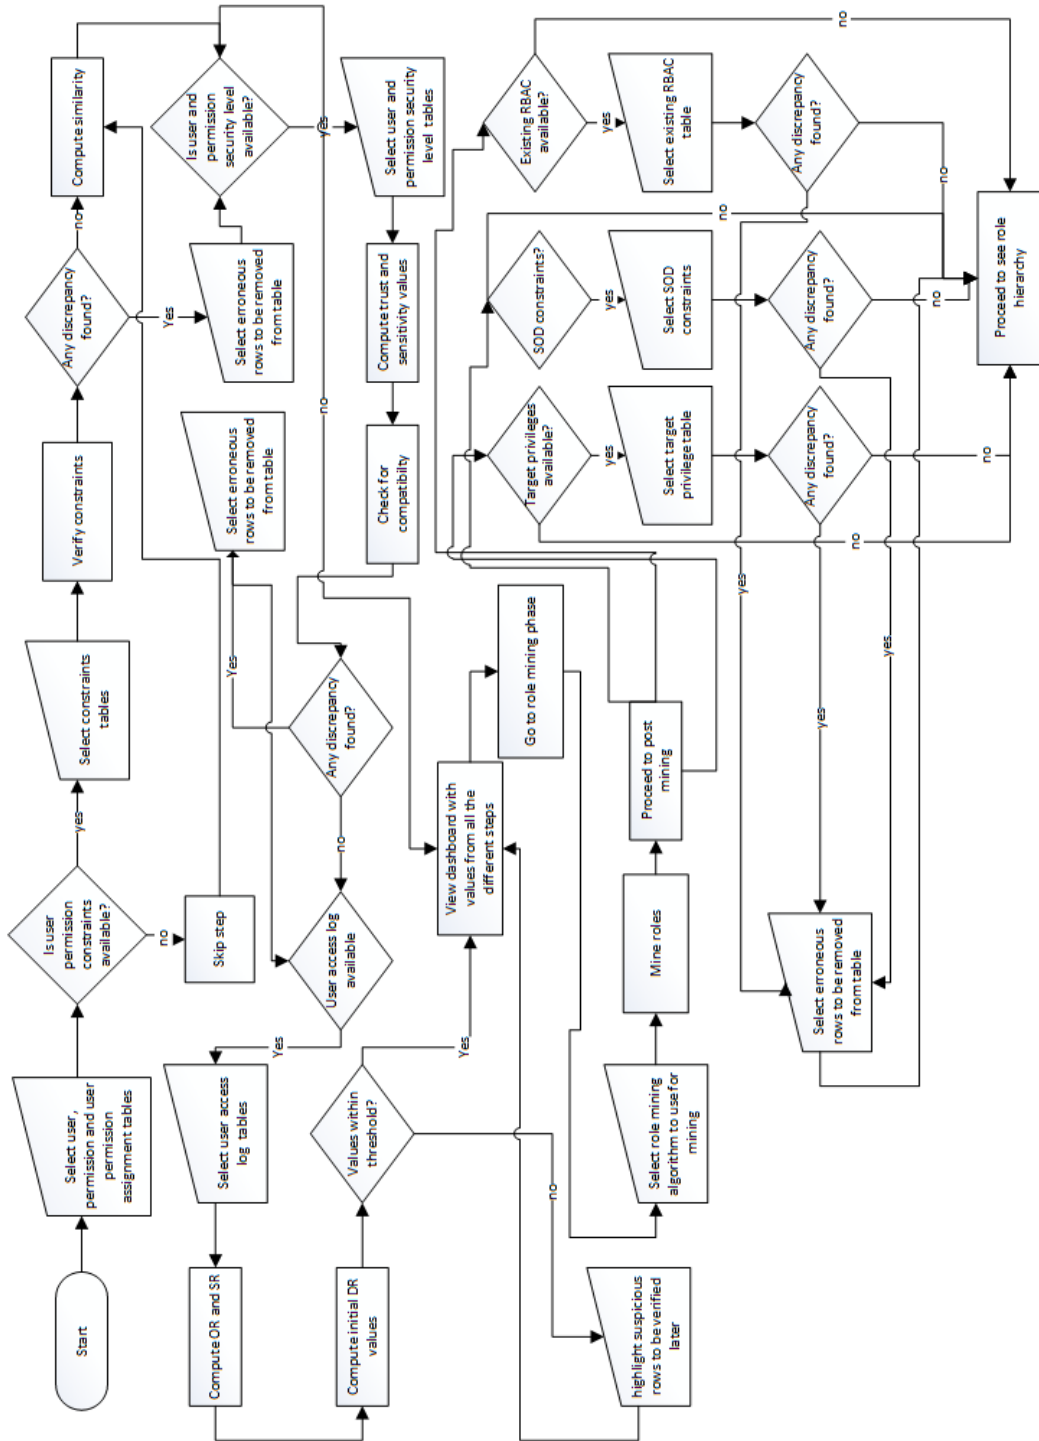 Start
Select user,
permission and user
permission
assignment tables
Is user
permission
constraints
available?
yes
no
Skip step
Select constraints
tables
Verify constraints
Any discrepancy
found?
no
Yes
Select erroneous
rows to be removed
from table
Compute similarity
Is user and
permission
security level
available?
yes
no
Select user and
permission security
level tables
Compute trust and
sensitivity values
Check for
compatibilty
Any discrepancy
found?
Yes
no
Select erroneous
rows to be removed
from table
User access log
available
Yes
Select user access
log tables
Compute OR and SR
Compute initial DR
values
Values within
threshold?
Yes
no
highlight suspicious
rows to be verified
later
View dashboard with
values from all the
different steps
Go to role mining phase
Select role mining
algorithm to use for
mining
Mine roles
Proceed to post
mining
Target privileges
available?
yes
no
Select target
privilege table
Any discrepancy
found?
no
yes
SOD constraints?
yes
no
Select SOD
constraints
Any discrepancy
found?
no
yes
Existing RBAC
available?
yes
no
Select existing RBAC
table
Any discrepancy
found?
no
yes
Select erroneous
rows to be removed
from table
Proceed to see role
hierarchy